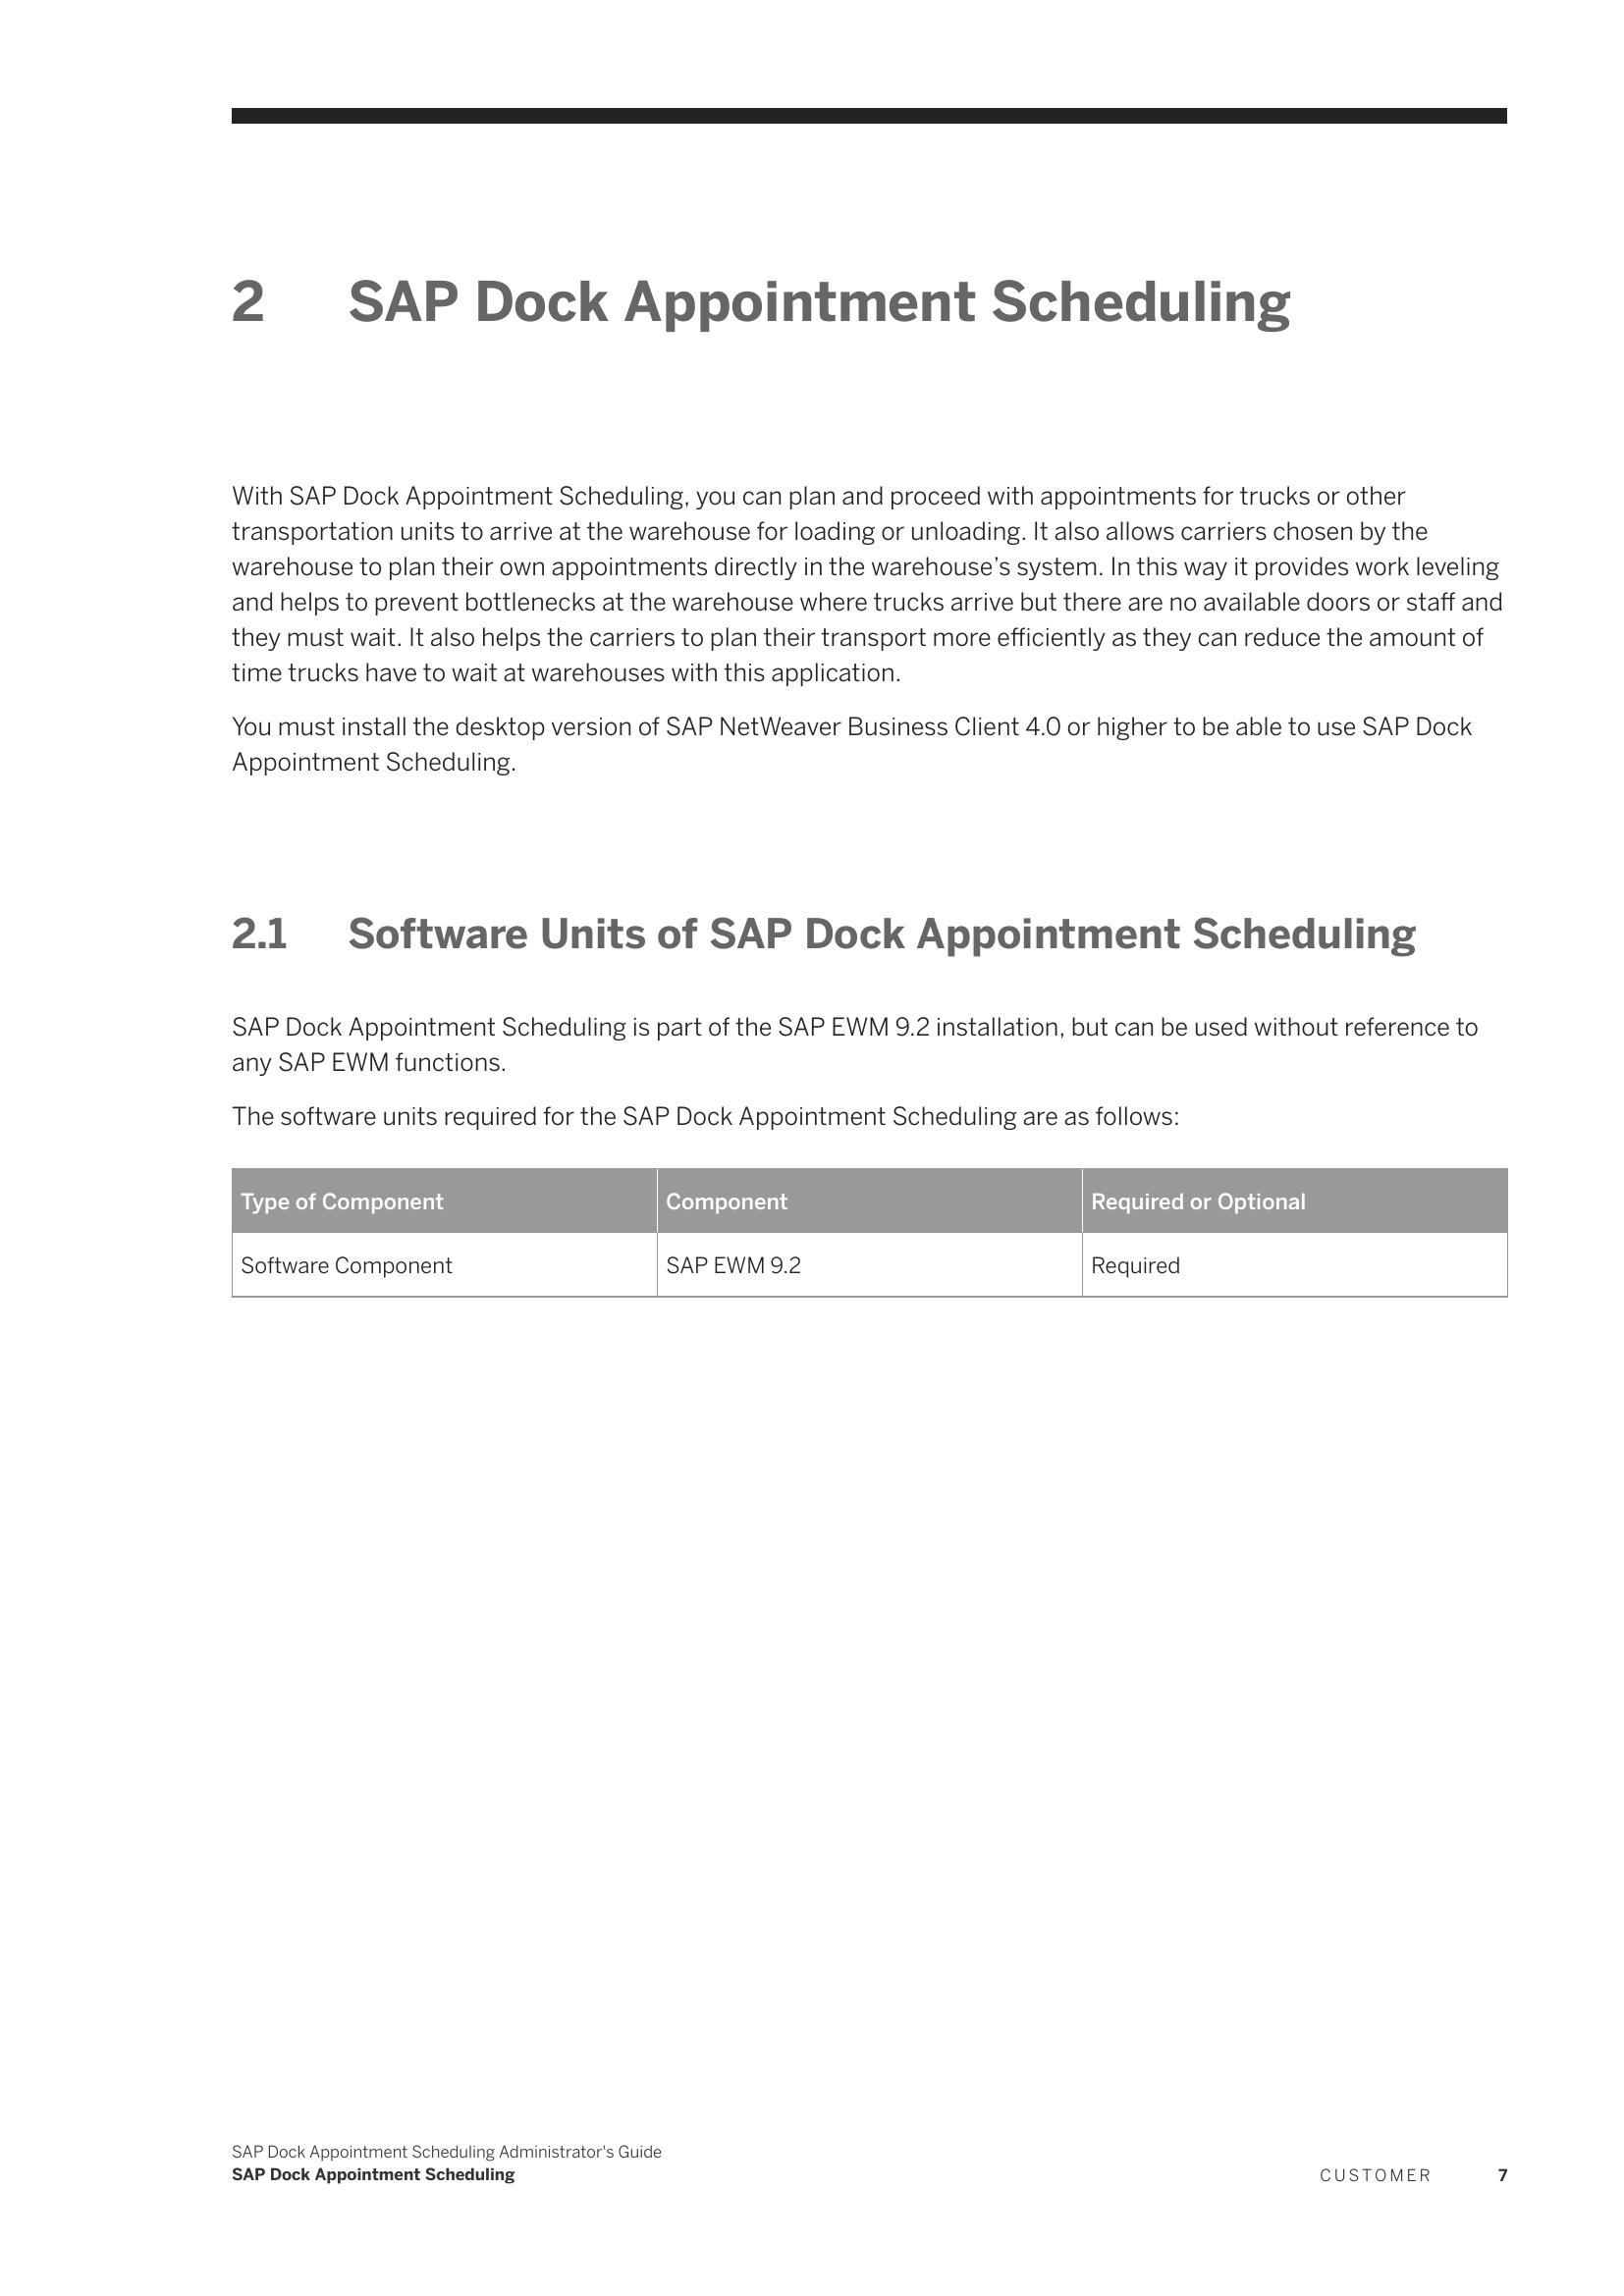 2 SAP Dock Appointment Scheduling
With SAP Dock Appointment Scheduling, you can plan and proceed with appointments for trucks or other
transportation units to arrive at the warehouse for loading or unloading. It also allows carriers chosen by the
warehouse to plan their own appointments directly in the warehouse’s system. In this way it provides work leveling
and helps to prevent bottlenecks at the warehouse where trucks arrive but there are no available doors or staff and
they must wait. It also helps the carriers to plan their transport more efficiently as they can reduce the amount of
time trucks have to wait at warehouses with this application.
You must install the desktop version of SAP NetWeaver Business Client 4.0 or higher to be able to use SAP Dock
Appointment Scheduling.
2.1 Software Units of SAP Dock Appointment Scheduling
SAP Dock Appointment Scheduling is part of the SAP EWM 9.2 installation, but can be used without reference to
any SAP EWM functions.
The software units required for the SAP Dock Appointment Scheduling are as follows:
Type of Component Component Required or Optional
Software Component SAP EWM 9.2 Required
SAP Dock Appointment Scheduling Administrator's Guide
SAP Dock Appointment Scheduling CUSTOMER 7